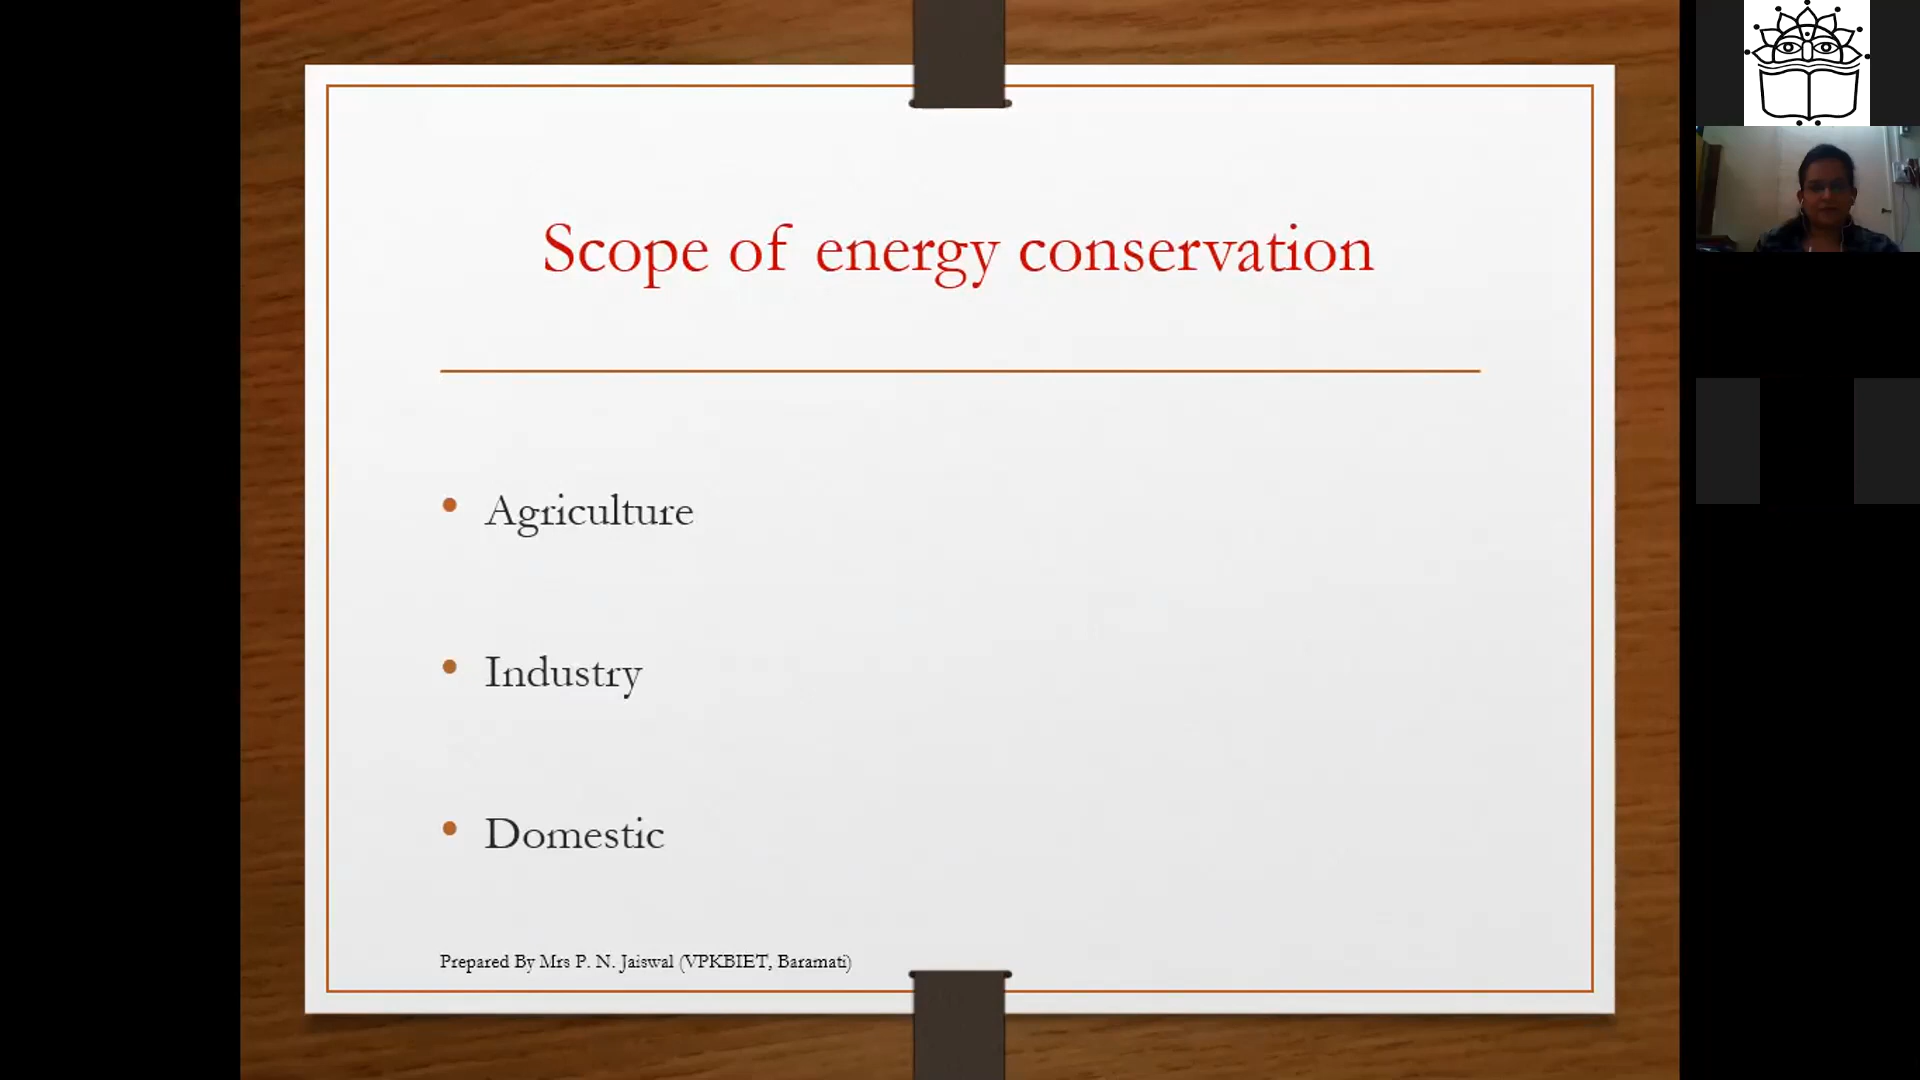 Scope of energy conservation
• Agriculture
• Industry
• Domestic
Prepared By Mrs P. N. Jaiswal (VPKBIET, Baramati)